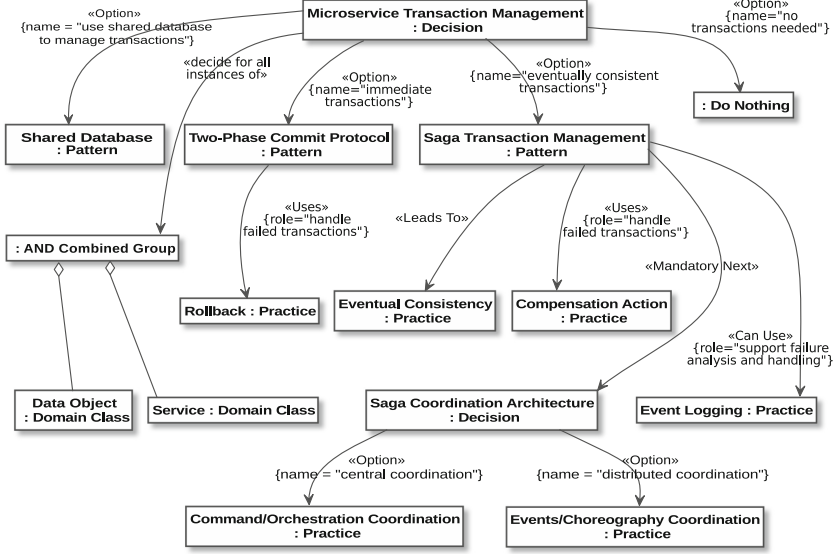 «Option»
{name = "use shared database
to manage transactions"}
Microservice Transaction Management
: Decision
«Option»
{name="no
transactions needed"}
«decide for all
instances of»
«Option»
{name="immediate
transactions"}
«Option»
{name="eventually consistent
transactions"}
: Do Nothing
Shared Database
: Pattern
Two-Phase Commit Protocol
: Pattern
Saga Transaction Management
: Pattern
«Uses»
{role="handle
failed transactions"}
«Leads To»
«Uses»
{role="handle
failed transactions"}
: AND Combined Group
«Mandatory Next»
Rollback : Practice
Eventual Consistency
: Practice
Compensation Action
: Practice
«Can Use»
{role="support failure
analysis and handling"}
Data Object
: Domain Class
Service : Domain Class
Saga Coordination Architecture
: Decision
Event Logging : Practice
«Option»
{name = "central coordination"}
«Option»
{name = "distributed coordination"}
Command/Orchestration Coordination
: Practice
Events/Choreography Coordination
: Practice